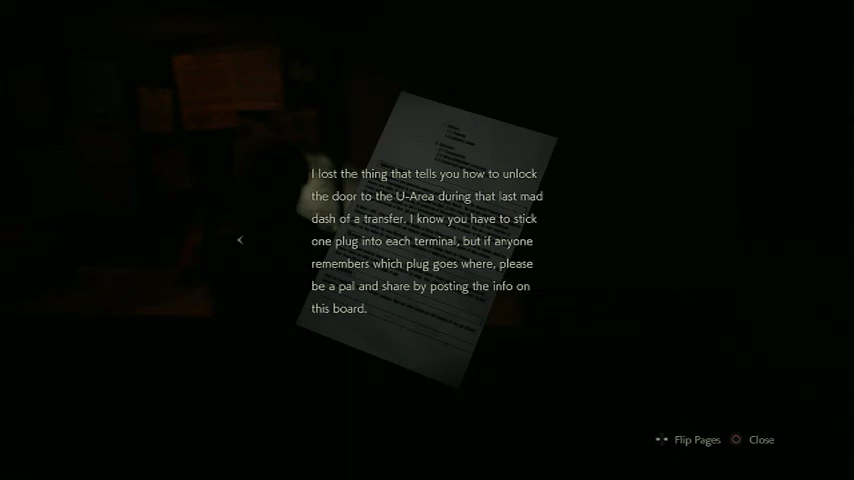 I lost the thing that tells you how to unlock
the door to the U-Area during that last mad
dash of a transfer. I know you have to stick
one plug into each terminal, but if anyone
remembers which plug goes where, please
be a pal and share by posting the info on
this board.
Flip Pages
Close